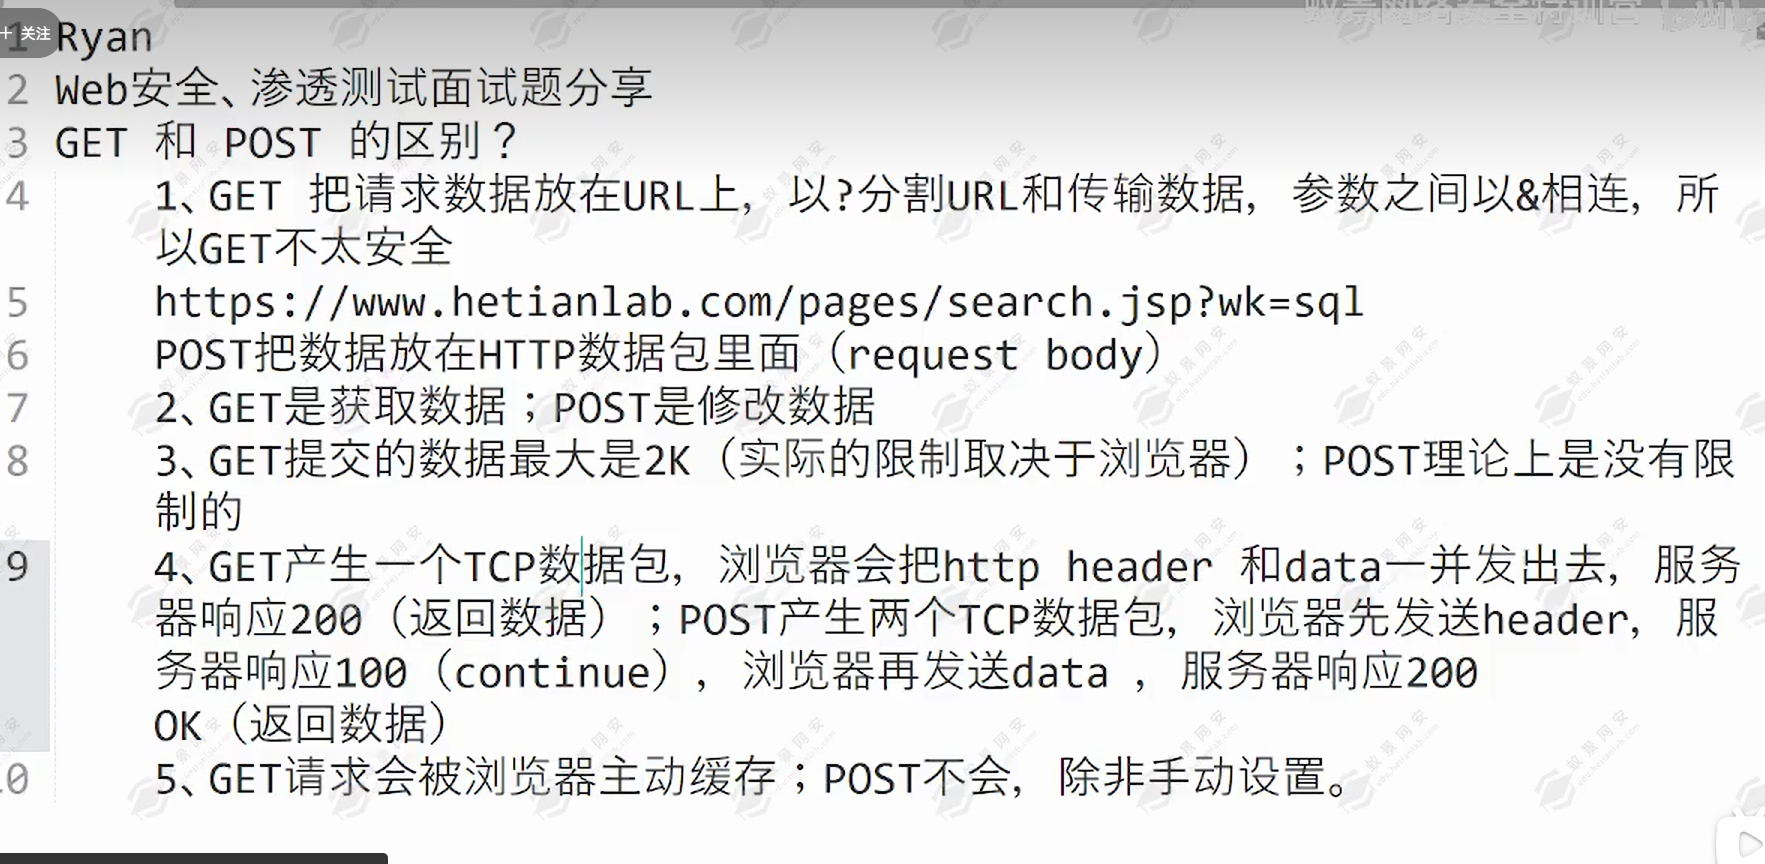 + 关注
1 Ryan
2 Web安全、渗透测试面试题分享
3 GET 和 POST 的区别？
4 1、GET 把请求数据放在URL上，以?分割URL和传输数据，参数之间以&相连，所
以GET不太安全
5 https://www.hetianlab.com/pages/search.jsp?wk=sql
6 POST把数据放在HTTP数据包里面（request body）
7 2、GET是获取数据；POST是修改数据
8 3、GET提交的数据最大是2K（实际的限制取决于浏览器）；POST理论上是没有限
制的
9 4、GET产生一个TCP数据包，浏览器会把http header 和data一并发出去，服务
器响应200（返回数据）；POST产生两个TCP数据包，浏览器先发送header，服
务器响应100（continue），浏览器再发送data ，服务器响应200
OK（返回数据）
0 5、GET请求会被浏览器主动缓存；POST不会，除非手动设置。